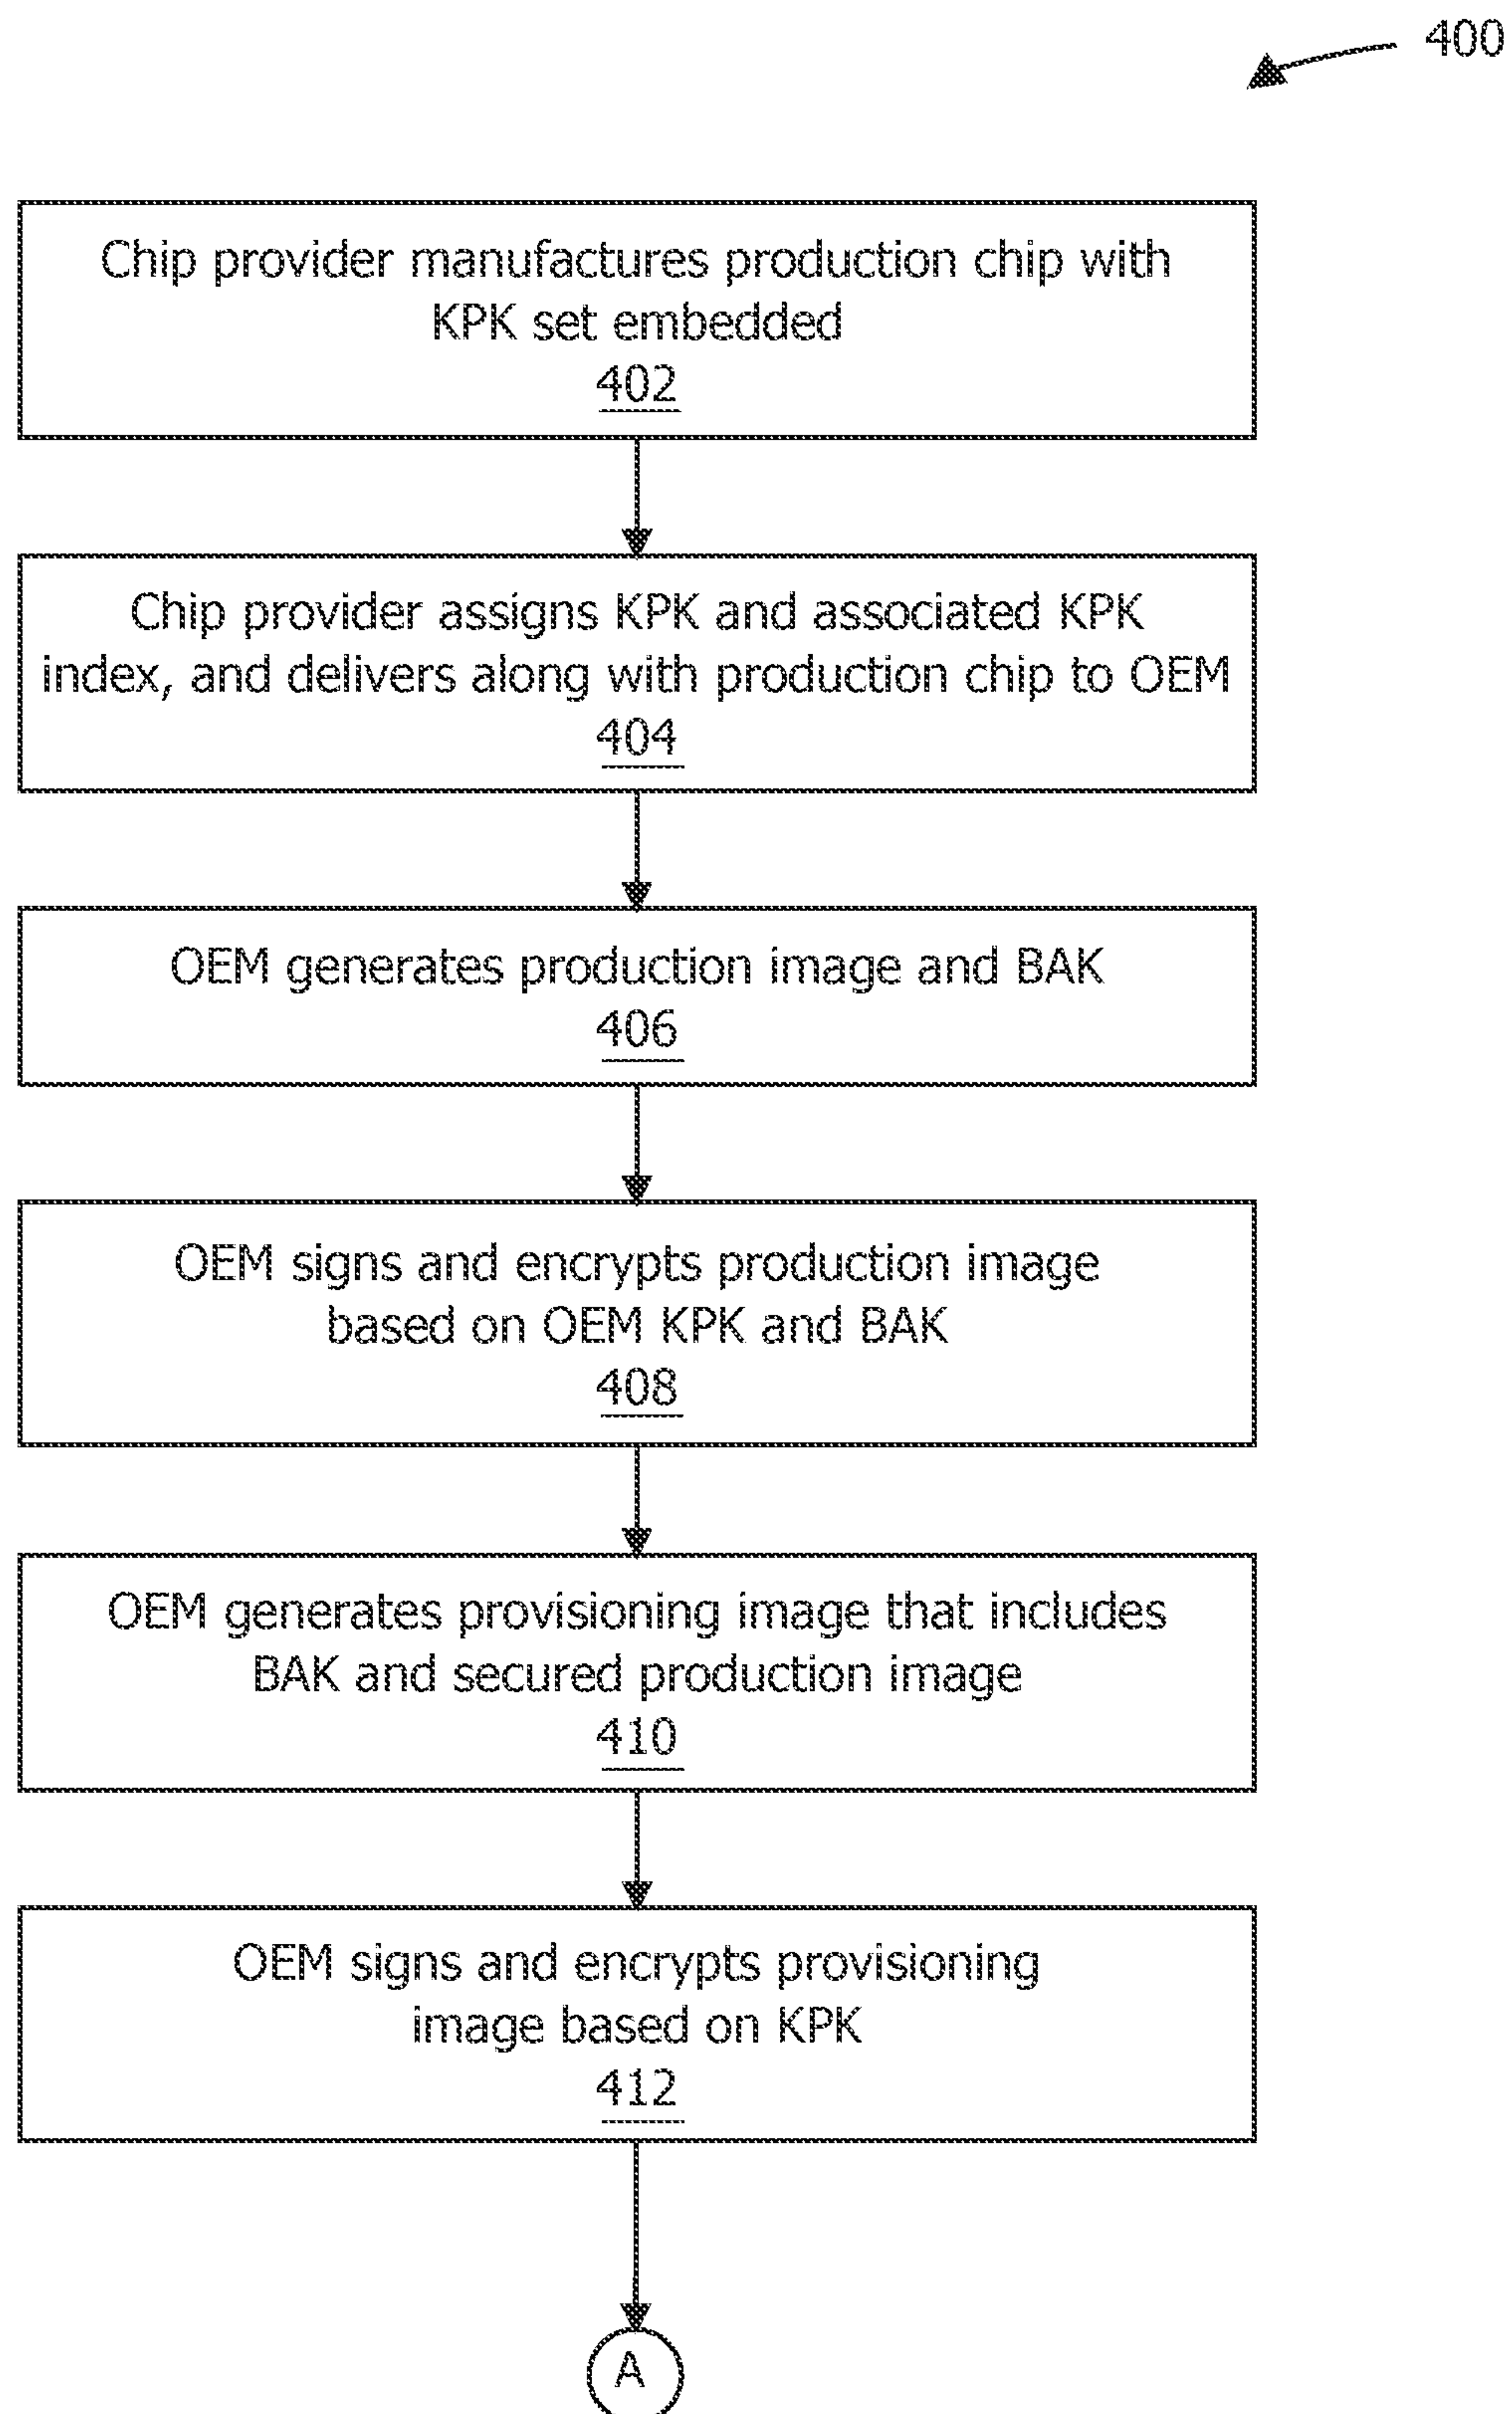 400
Chip provider manufactures production chip with
KPK set embedded
402
Chip provider assigns KPK and associated KPK
index, and delivers along with production chip to OEM
404
OEM generates production image and BAK
406
OEM signs and encrypts production image
based on OEM KPK and BAK
408
OEM generates provisioning image that includes
BAK and secured production image
410
OEM signs and encrypts provisioning
image based on KPK
412
A